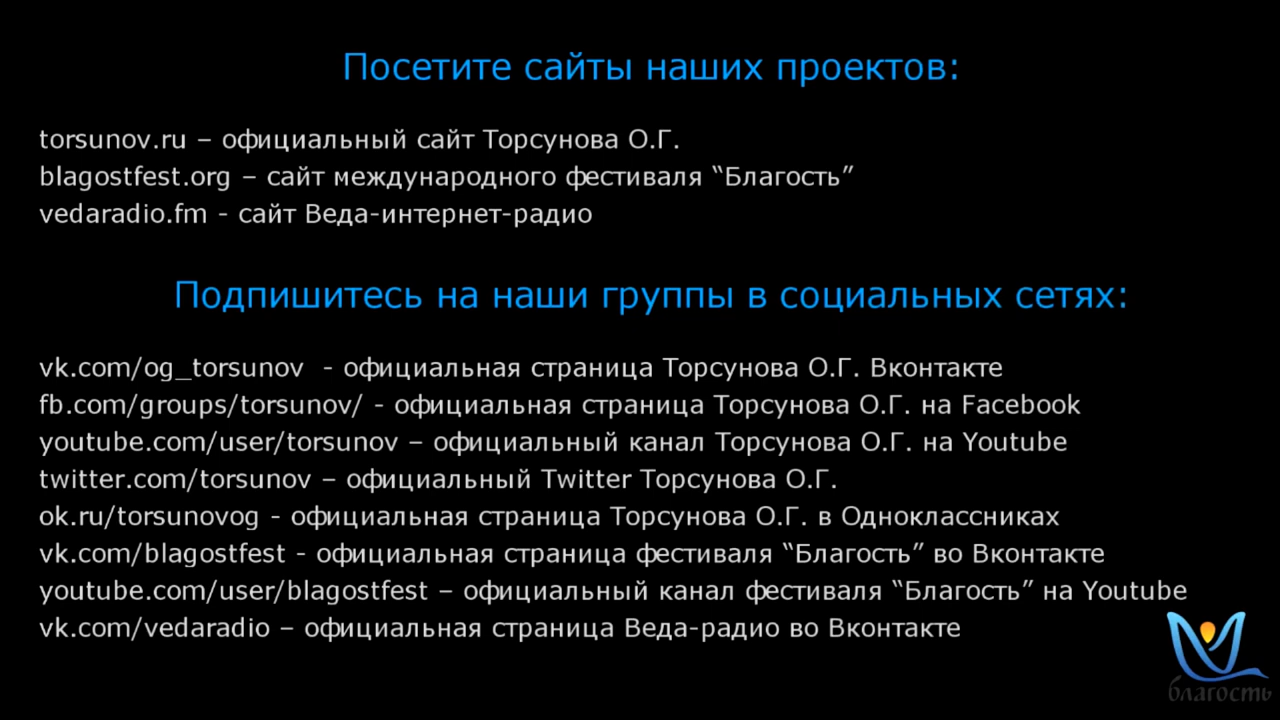 Посетите сайты наших проектов:
torsunov.ru – официальный сайт Торсунова О.Г.
blagostfest.org – сайт международного фестиваля “Благость”
vedaradio.fm - сайт Веда-интернет-радио
Подпишитесь на наши группы в социальных сетях:
vk.com/og_torsunov  - официальная страница Торсунова О.Г. Вконтакте
fb.com/groups/torsunov/ - официальная страница Торсунова О.Г. на Facebook
youtube.com/user/torsunov – официальный канал Торсунова О.Г. на Youtube
twitter.com/torsunov – официальный Twitter Торсунова О.Г.
ok.ru/torsunovog - официальная страница Торсунова О.Г. в Одноклассниках
vk.com/blagostfest - официальная страница фестиваля “Благость” во Вконтакте
youtube.com/user/blagostfest – официальный канал фестиваля “Благость” на Youtube
vk.com/vedaradio – официальная страница Веда-радио во Вконтакте
благость